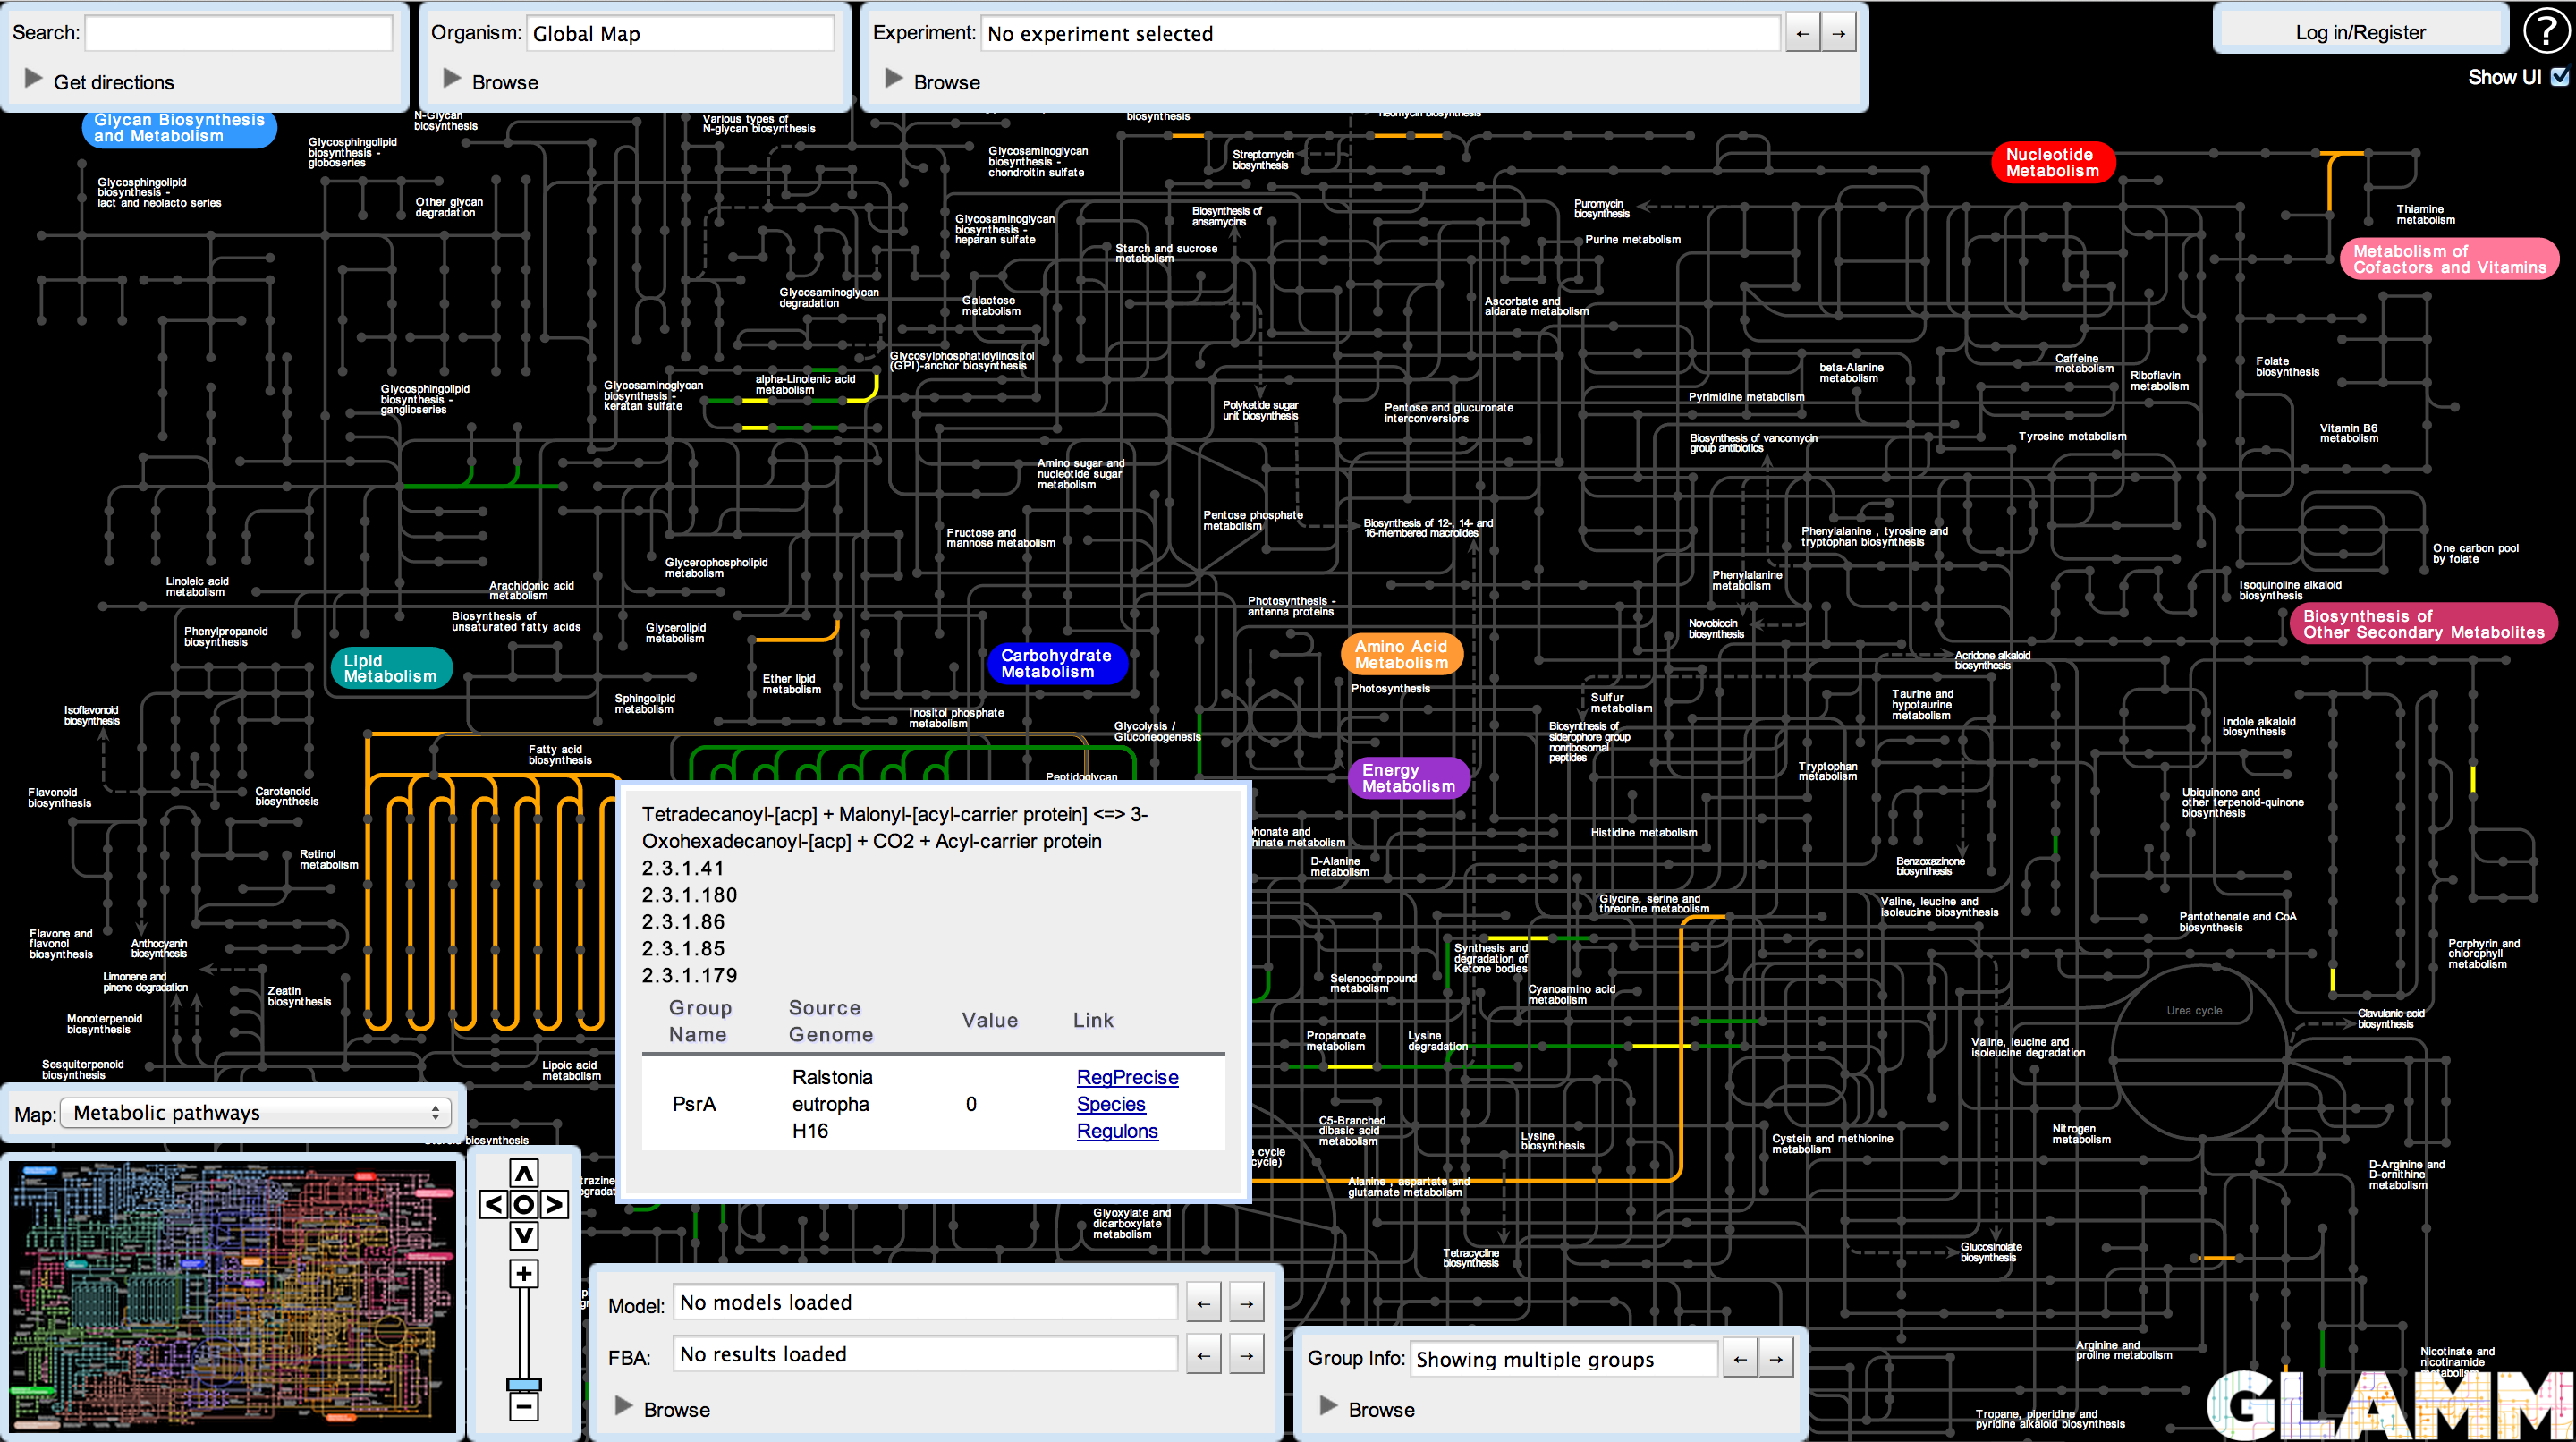 Search:
Get directions
Organism: Global Map
Browse
Experiment: No experiment selected
← →
Browse
Log in/Register
?
Show UI
Glycan Biosynthesis
and Metabolism
N-Glycan
biosynthesis
Various types of
N-glycan biosynthesis
biosynthesis
Glycosphingolipid
biosynthesis -
globoseries
Glycosaminoglycan
biosynthesis -
chondroitin sulfate
Streptomycin
biosynthesis
Nucleotide
Metabolism
Glycosphingolipid
biosynthesis -
lact and neolacto series
Other glycan
degradation
Glycosaminoglycan
biosynthesis -
heparan sulfate
Biosynthesis of
ansamycins
Puromycin
biosynthesis
Thiamine
metabolism
Starch and sucrose
metabolism
Purine metabolism
Metabolism of
Cofactors and Vitamins
Glycosaminoglycan
degradation
Galactose
metabolism
Ascorbate and
aldarate metabolism
Glycosylphosphatidylinositol
(GPI)-anchor biosynthesis
beta-Alanine
metabolism
Caffeine
metabolism
Riboflavin
metabolism
Folate
biosynthesis
Glycosphingolipid
biosynthesis -
ganglioseries
Glycosaminoglycan
biosynthesis -
keratan sulfate
alpha-Linolenic acid
metabolism
Polyketide sugar
unit biosynthesis
Pentose and glucuronate
interconversions
Pyrimidine metabolism
Biosynthesis of vancomycin
group antibiotics
Tyrosine metabolism
Vitamin B6
metabolism
Amino sugar and
nucleotide sugar
metabolism
Pentose phosphate
metabolism
Biosynthesis of 12-, 14- and
16-membered macrolides
Fructose and
mannose metabolism
Phenylalanine , tyrosine and
tryptophan biosynthesis
One carbon pool
by folate
Glycerophospholipid
metabolism
Linoleic acid
metabolism
Arachidonic acid
metabolism
Phenylalanine
metabolism
Isoquinoline alkaloid
biosynthesis
Photosynthesis -
antenna proteins
Biosynthesis of
unsaturated fatty acids
Phenylpropanoid
biosynthesis
Glycerolipid
metabolism
Novobiocin
biosynthesis
Biosynthesis of
Other Secondary Metabolites
Lipid
Metabolism
Carbohydrate
Metabolism
Amino Acid
Metabolism
Acridone alkaloid
biosynthesis
Ether lipid
metabolism
Photosynthesis
Sphingolipid
metabolism
Sulfur
metabolism
Taurine and
hypotaurine
metabolism
Isoflavonoid
biosynthesis
Inositol phosphate
metabolism
Glycolysis /
Gluconeogenesis
Biosynthesis of
siderophore group
nonribosomal
peptides
Indole alkaloid
biosynthesis
Fatty acid
biosynthesis
Peptidoglycan
Energy
Metabolism
Tryptophan
metabolism
Flavonoid
biosynthesis
Carotenoid
biosynthesis
Ubiquinone and
other terpenoid-quinone
biosynthesis
Tetradecanoyl-[acp] + Malonyl-[acyl-carrier protein] <=> 3-
Oxohexadecanoyl-[acp] + CO2 + Acyl-carrier protein
2.3.1.41
2.3.1.180
2.3.1.86
2.3.1.85
2.3.1.179
Group Name Source Genome Value Link
PsrA Ralstonia eutropha H16 0 RegPrecise Species Regulons
Histidine metabolism
D-Alanine
metabolism
Retinol
metabolism
Benzoxazinone
biosynthesis
Glycine, serine and
threonine metabolism
Valine, leucine and
isoleucine biosynthesis
Pantothenate and CoA
biosynthesis
Flavone and
flavonol
biosynthesis
Anthocyanin
biosynthesis
Synthesis and
degradation of
Ketone bodies
Porphyrin and
chlorophyll
metabolism
Limonene and
pinene degradation
Zeatin
biosynthesis
Selenocompound
metabolism
Cyanoamino acid
metabolism
Urea cycle
Clavulanic acid
biosynthesis
Monoterpenoid
biosynthesis
Propanoate
metabolism
Lysine
degradation
Valine, leucine and
isoleucine degradation
Sesquiterpenoid
biosynthesis
Lipoic acid
metabolism
Map: Metabolic pathways
biosynthesis
C5-Branched
dibasic acid
metabolism
Lysine
biosynthesis
Cystein and methionine
metabolism
Nitrogen
metabolism
cycle
cycle)
Alanine , aspartate and
glutamate metabolism
D-Arginine and
D-ornithine
metabolism
Glyoxylate and
dicarboxylate
metabolism
Tetracycline
biosynthesis
Glucosinolate
biosynthesis
Model: No models loaded
← →
FBA: No results loaded
← →
Browse
Group Info: Showing multiple groups
← →
Browse
Arginine and
proline metabolism
Nicotinate and
nicotinamide
metabolism
Tropane, piperidine and
pyridine alkaloid biosynthesis
GLAMM